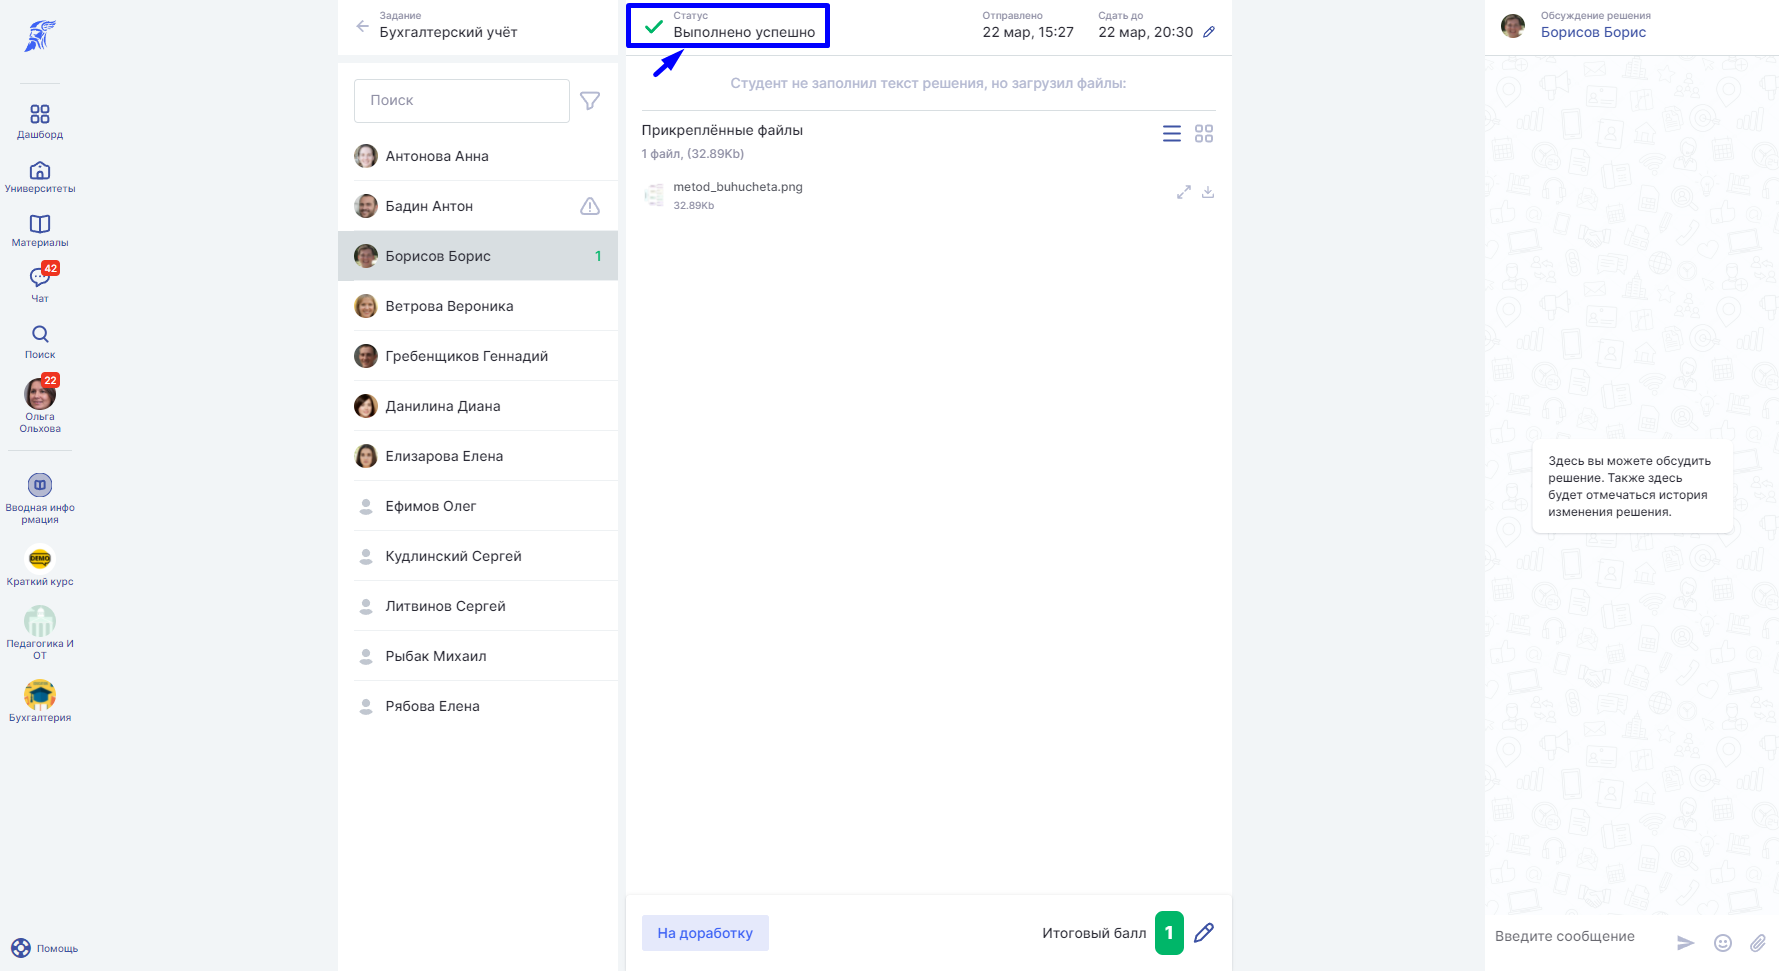 Дашборд
Университеты
Материалы
42
Чат
Поиск
22
Ольга
Ольхова
Вводная инфо
рмация
DEMO
Краткий курс
Педагогика И
ОТ
Бухгалтерия
Помощь
Задание
Бухгалтерский учёт
Поиск
Антонова Анна
Бадин Антон
Борисов Борис 1
Ветрова Вероника
Гребенщиков Геннадий
Данилина Диана
Елизарова Елена
Ефимов Олег
Кудлинский Сергей
Литвинов Сергей
Рыбак Михаил
Рябова Елена
Статус
Выполнено успешно
Отправлено
22 мар, 15:27
Сдать до
22 мар, 20:30
Студент не заполнил текст решения, но загрузил файлы:
Прикреплённые файлы
1 файл, (32.89Kb)
metod_buhucheta.png
32.89Kb
На доработку
Итоговый балл 1
Обсуждение решения
Борисов Борис
Здесь вы можете обсудить
решение. Также здесь
будет отмечаться история
изменения решения.
Введите сообщение